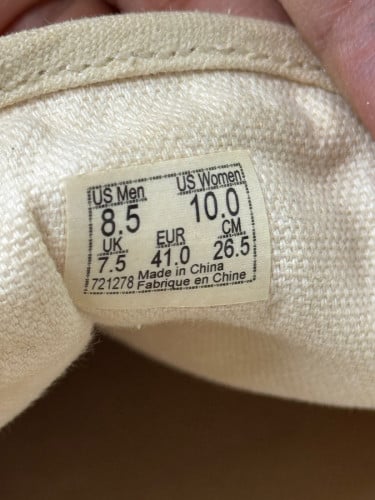 US Men US Women
8.5 10.0
UK EUR CM
7.5 41.0 26.5
721278 Made in China
Fabrique en Chine